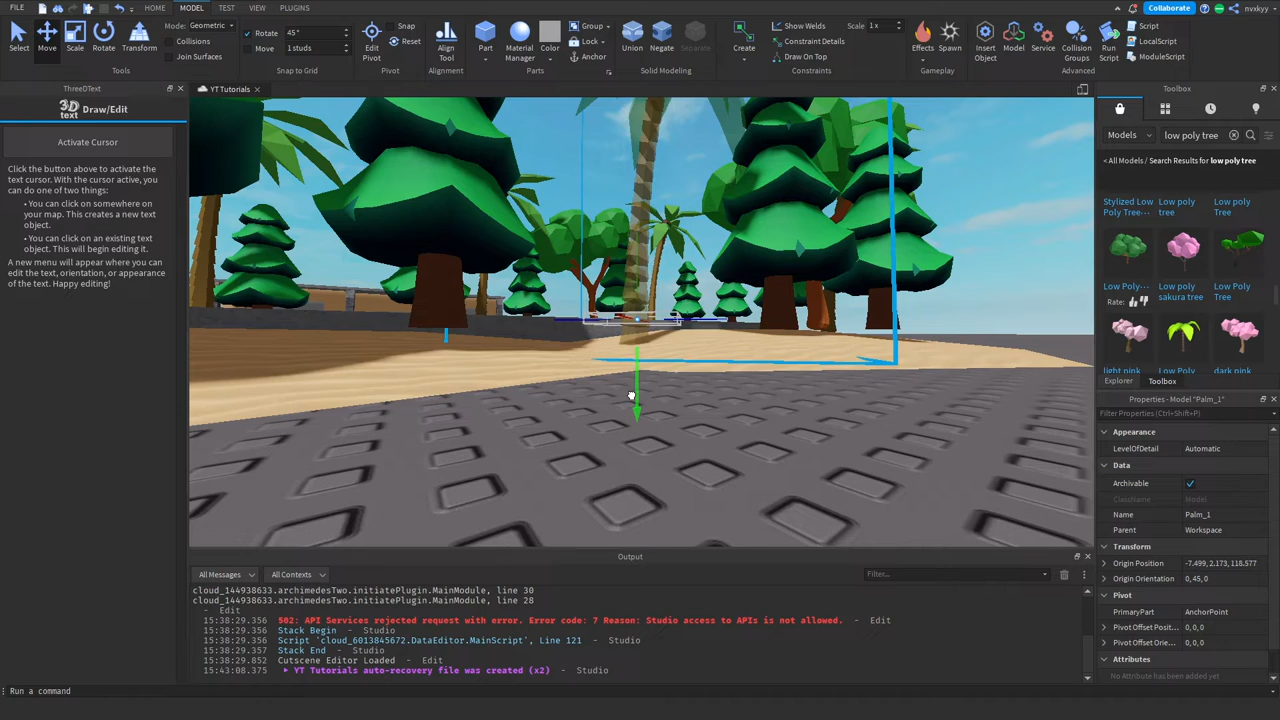 FILE HOME MODEL TEST VIEW PLUGINS Collaborate nvxkyy
Select Move Scale Rotate Transform
Mode: Geometric
Collisions
Join Surfaces
Tools
Rotate 45°
Move 1 studs
Snap to Grid
Edit Pivot
Snap
Reset
Pivot
Align Tool
Alignment
Part Material Manager Color
Group
Lock
Anchor
Parts
Union Negate Separate
Solid Modeling
Create
Show Welds
Constraint Details
Draw On Top
Scale 1 x
Constraints
Effects Spawn
Gameplay
Insert Object Model Service Collision Groups Run Script
Script
LocalScript
ModuleScript
Advanced
ThreeDText
3D text Draw/Edit
Activate Cursor
Click the button above to activate the
text cursor. With the cursor active, you
can do one of two things:
• You can click on somewhere on
your map. This creates a new text
object.
• You can click on an existing text
object. This will begin editing it.
A new menu will appear where you can
edit the text, orientation, or appearance
of the text. Happy editing!
YT Tutorials
Toolbox
Models low poly tree
< All Models / Search Results for low poly tree
Stylized Low Poly Tree···
Low poly tree
Low poly Tree
Low Poly···
Rate:
Low poly sakura tree
Low Poly Tree
light pink
Low Poly
dark pink
Explorer Toolbox
Properties - Model "Palm_1"
Filter Properties (Ctrl+Shift+P)
Appearance
LevelOfDetail Automatic
Data
Archivable
ClassName Model
Name Palm_1
Parent Workspace
Transform
Origin Position -7.499, 2.173, 118.577
Origin Orientation 0,45,0
Pivot
PrimaryPart AnchorPoint
Pivot Offset Posit... 0,0,0
Pivot Offset Orie... 0,0,0
Attributes
No Attribute has been added yet
Output
All Messages All Contexts Filter...
cloud_144938633.archimedesTwo.initiatePlugin.MainModule, line 30
cloud_144938633.archimedesTwo.initiatePlugin.MainModule, line 28
- Edit
15:38:29.356 502: API Services rejected request with error. Error code: 7 Reason: Studio access to APIs is not allowed. - Edit
15:38:29.356 Stack Begin - Studio
15:38:29.356 Script 'cloud_6013845672.DataEditor.MainScript', Line 121 - Studio
15:38:29.357 Stack End - Studio
15:38:29.852 Cutscene Editor Loaded - Edit
15:43:08.375 ▸ YT Tutorials auto-recovery file was created (x2) - Studio
Run a command